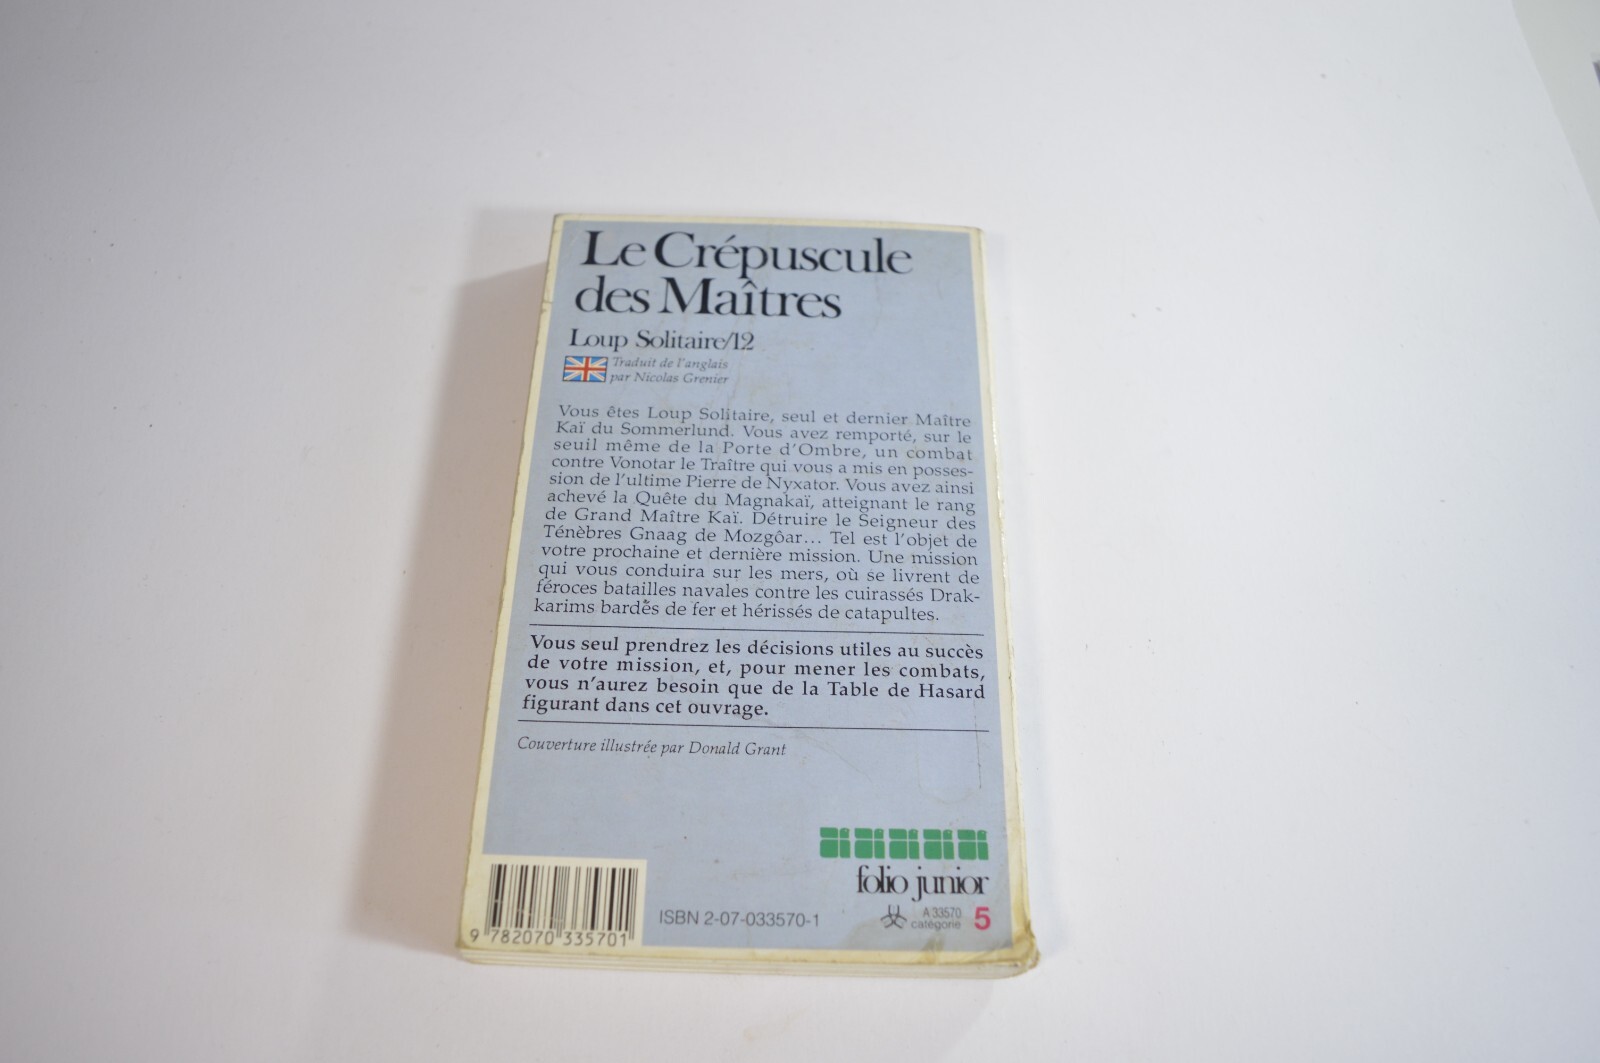 Le Crépuscule
des Maîtres
Loup Solitaire/12
Traduit de l'anglais
par Nicolas Grenier
Vous êtes Loup Solitaire, seul et dernier Maître
Kaï du Sommerlund. Vous avez remporté, sur le
seuil même de la Porte d'Ombre, un combat
contre Vonotar le Traître qui vous a mis en posses-
sion de l'ultime Pierre de Nyxator. Vous avez ainsi
achevé la Quête du Magnakaï, atteignant le rang
de Grand Maître Kaï. Détruire le Seigneur des
Ténèbres Gnaag de Mozgôar... Tel est l'objet de
votre prochaine et dernière mission. Une mission
qui vous conduira sur les mers, où se livrent de
féroces batailles navales contre les cuirassés Drak-
karims bardés de fer et hérissés de catapultes.
Vous seul prendrez les décisions utiles au succès
de votre mission, et, pour mener les combats,
vous n'aurez besoin que de la Table de Hasard
figurant dans cet ouvrage.
Couverture illustrée par Donald Grant
folio junior
ISBN 2-07-033570-1
A 33570
catégorie 5
9 782070 335701